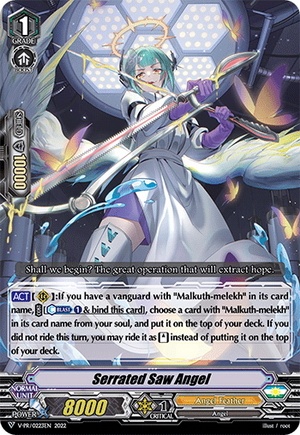 1
GRADE
BOOST
SHIELD 10000
Shall we begin? The great operation that will extract hope.
ACT [ ]1:If you have a vanguard with "Malkuth-melekh" in its card
name, [C BLAST 1 & bind this card], choose a card with "Malkuth-melekh"
in its card name from your soul, and put it on the top of your deck. If you
did not ride this turn, you may ride it as [ ] instead of putting it on the top
of your deck.
NORMAL UNIT
Serrated Saw Angel
POWER 8000
1
CRITICAL
Angel Feather
Angel
V-PR/0223EN 2022
illust / root